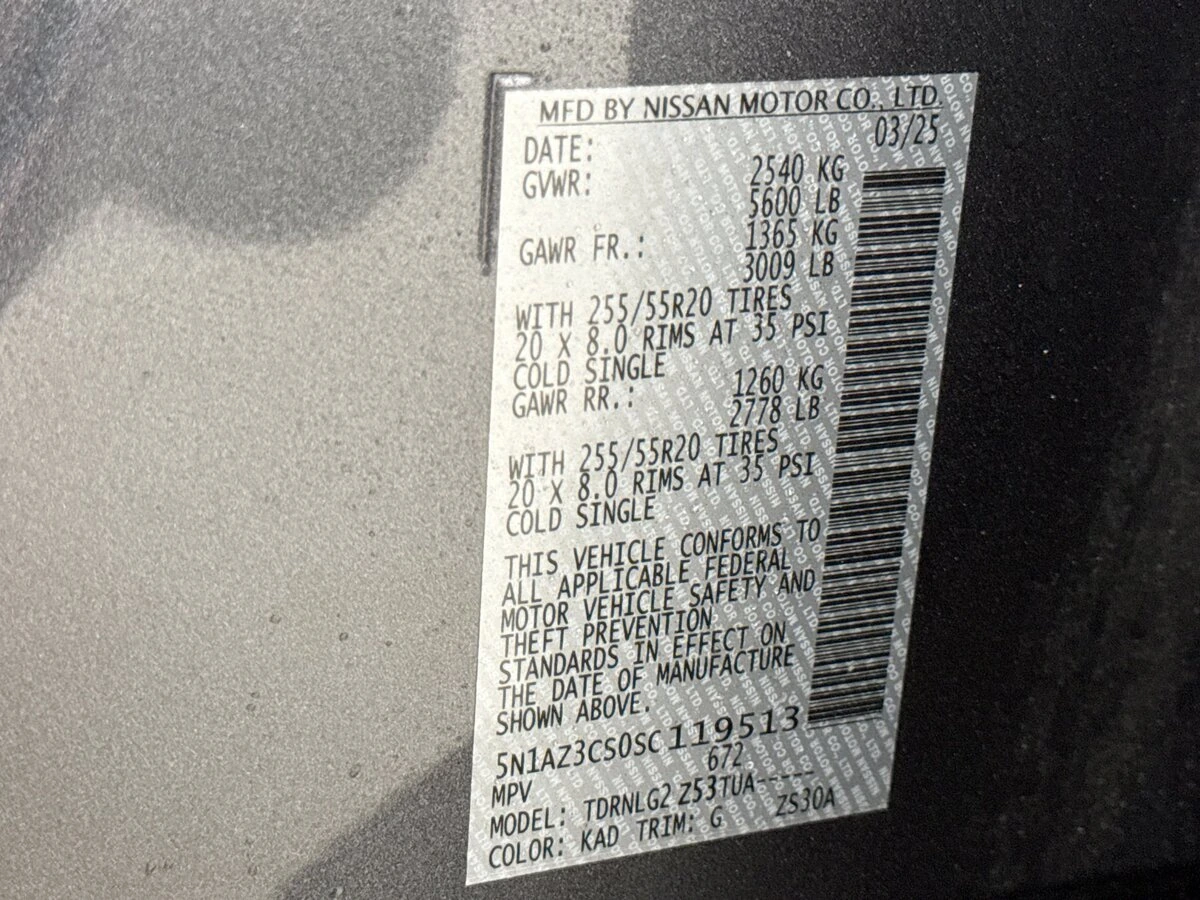 MFD BY NISSAN MOTOR CO., LTD.
DATE: 03/25
GVWR: 2540 KG
5600 LB
GAWR FR.: 1365 KG
3009 LB
WITH 255/55R20 TIRES
20 X 8.0 RIMS AT 35 PSI
COLD SINGLE
GAWR RR.: 1260 KG
2778 LB
WITH 255/55R20 TIRES
20 X 8.0 RIMS AT 35 PSI
COLD SINGLE
THIS VEHICLE CONFORMS TO
ALL APPLICABLE FEDERAL
MOTOR VEHICLE SAFETY AND
THEFT PREVENTION
STANDARDS IN EFFECT ON
THE DATE OF MANUFACTURE
SHOWN ABOVE.
5N1AZ3CS0SC119513
MPV 672
MODEL: TDRNLG2 Z53TUA-----
COLOR: KAD TRIM: G ZS30A